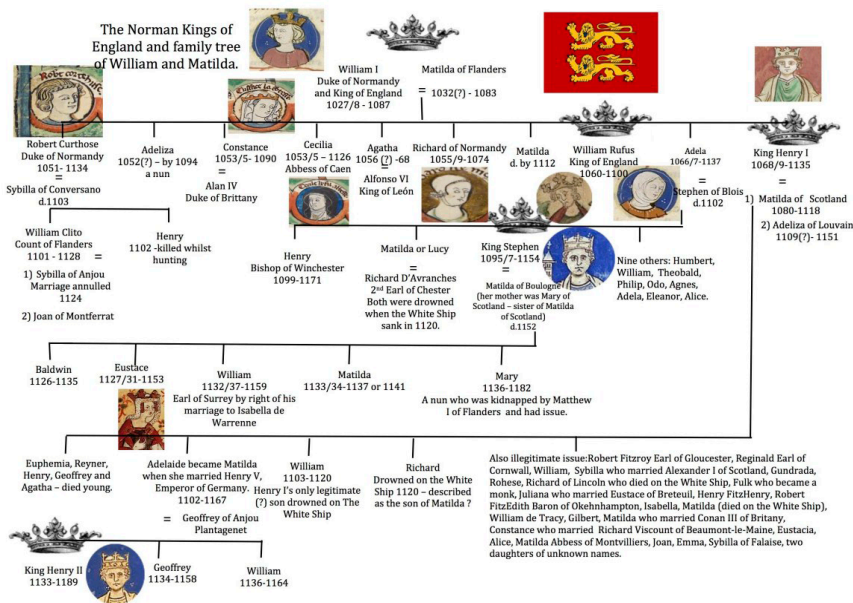 The Norman Kings of
England and family tree
of William and Matilda.
William I
Duke of Normandy
and King of England
1027/8 - 1087
=
Matilda of Flanders
1032(?) - 1083
Robert Curthose
Duke of Normandy
1051- 1134
=
Sybilla of Conversano
d.1103
Adeliza
1052(?) – by 1094
a nun
Constance
1053/5- 1090
=
Alan IV
Duke of Brittany
Cecilia
1053/5 – 1126
Abbess of Caen
Agatha
1056 (?) -68
=
Alfonso VI
King of León
Richard of Normandy
1055/9-1074
Matilda
d. by 1112
William Rufus
King of England
1060-1100
Adela
1066/7-1137
=
Stephen of Blois
d.1102
King Henry I
1068/9-1135
=
1) Matilda of Scotland
1080-1118
2) Adeliza of Louvain
1109(?)- 1151
William Clito
Count of Flanders
1101 - 1128
=
1) Sybilla of Anjou
Marriage annulled
1124
2) Joan of Montferrat
Henry
1102 -killed whilst
hunting
Henry
Bishop of Winchester
1099-1171
Matilda or Lucy
=
Richard D'Avranches
2nd Earl of Chester
Both were drowned
when the White Ship
sank in 1120.
King Stephen
1095/7-1154
=
Matilda of Boulogne
(her mother was Mary of
Scotland – sister of Matilda
of Scotland)
d.1152
Nine others: Humbert,
William, Theobald,
Philip, Odo, Agnes,
Adela, Eleanor, Alice.
Baldwin
1126-1135
Eustace
1127/31-1153
William
1132/37-1159
Earl of Surrey by right of his
marriage to Isabella de
Warrenne
Matilda
1133/34-1137 or 1141
Mary
1136-1182
A nun who was kidnapped by Matthew
I of Flanders and had issue.
Euphemia, Reyner,
Henry, Geoffrey and
Agatha – died young.
Adelaide became Matilda
when she married Henry V,
Emperor of Germany.
1102-1167
= Geoffrey of Anjou
Plantagenet
William
1103-1120
Henry I's only legitimate
(?) son drowned on The
White Ship
Richard
Drowned on the White
Ship 1120 – described
as the son of Matilda ?
Also illegitimate issue:Robert Fitzroy Earl of Gloucester, Reginald Earl of
Cornwall, William, Sybilla who married Alexander I of Scotland, Gundrada,
Rohese, Richard of Lincoln who died on the White Ship, Fulk who became a
monk, Juliana who married Eustace of Breteuil, Henry FitzHenry, Robert
FitzEdith Baron of Okehnhampton, Isabella, Matilda (died on the White Ship),
William de Tracy, Gilbert, Matilda who married Conan III of Britany,
Constance who married Richard Viscount of Beaumont-le-Maine, Eustacia,
Alice, Matilda Abbess of Montvilliers, Joan, Emma, Sybilla of Falaise, two
daughters of unknown names.
King Henry II
1133-1189
Geoffrey
1134-1158
William
1136-1164